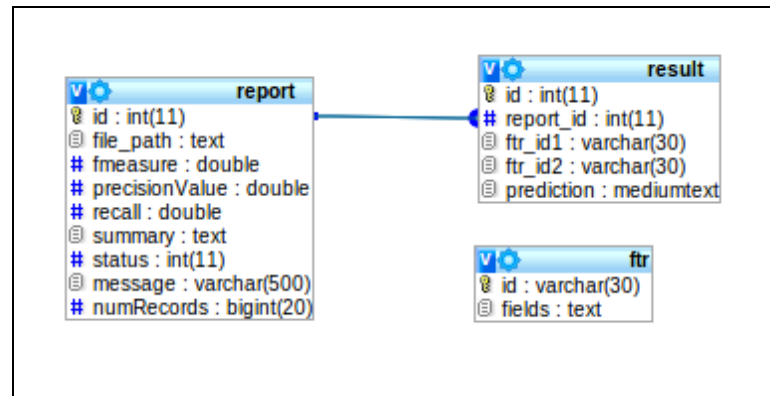 report
id : int(11)
file_path : text
# fmeasure : double
# precisionValue : double
# recall : double
summary : text
# status : int(11)
message : varchar(500)
# numRecords : bigint(20)
V result
id : int(11)
# report_id : int(11)
ftr_id1 : varchar(30)
ftr_id2 : varchar(30)
prediction : mediumtext
V ftr
id : varchar(30)
fields : text